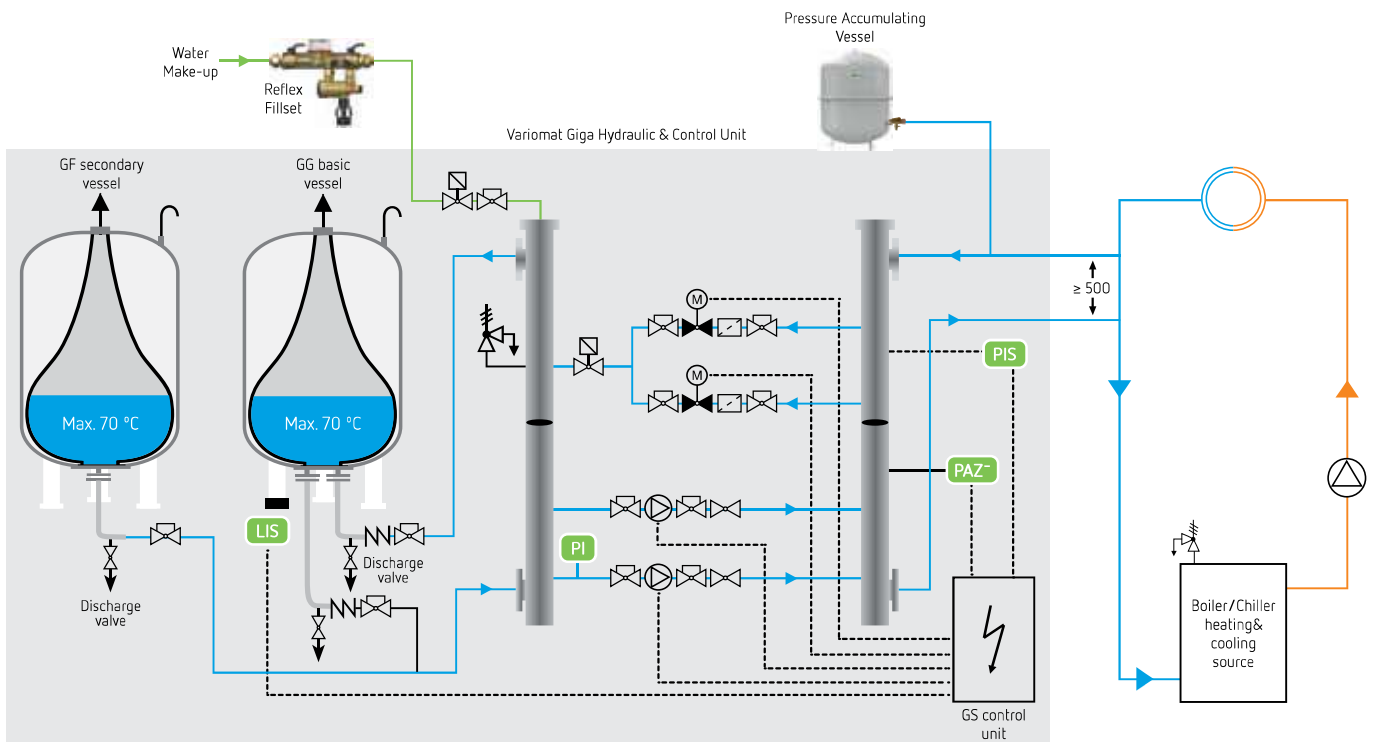 Pressure Accumulating
Vessel
Water
Make-up
Reflex
Fillset
Variomat Giga Hydraulic & Control Unit
GF secondary
vessel
GG basic
vessel
≥ 500
M
PIS
M
Max. 70 °C
Max. 70 °C
PAZ⁻
LIS
PI
Discharge
valve
Discharge
valve
Boiler/Chiller
heating&
cooling
source
GS control
unit